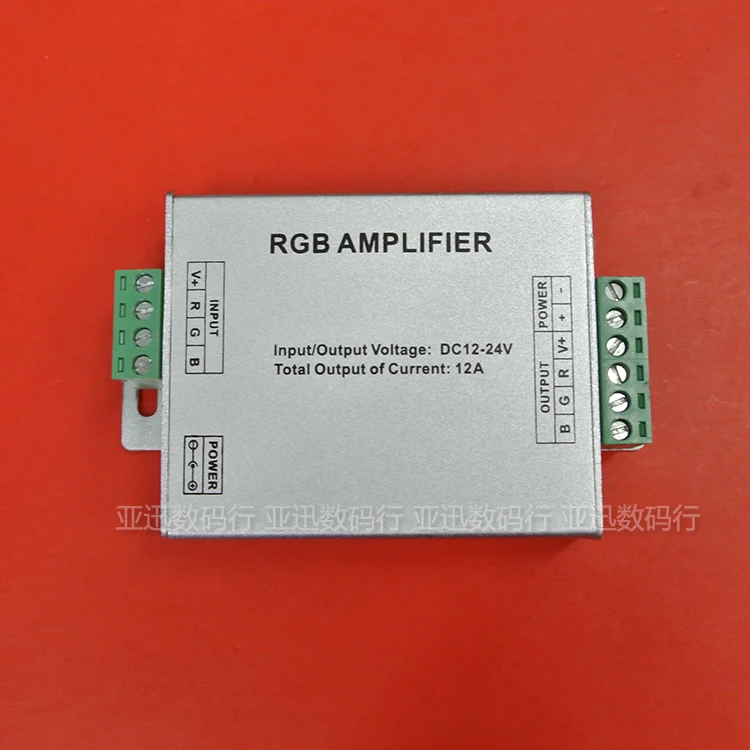 RGB AMPLIFIER
V+ R G B
INPUT
Input/Output Voltage: DC12-24V
Total Output of Current: 12A
POWER
- +
OUTPUT
V+ R G B
POWER
亚迅数码行 亚迅数码行 亚迅数码行 亚迅数码行